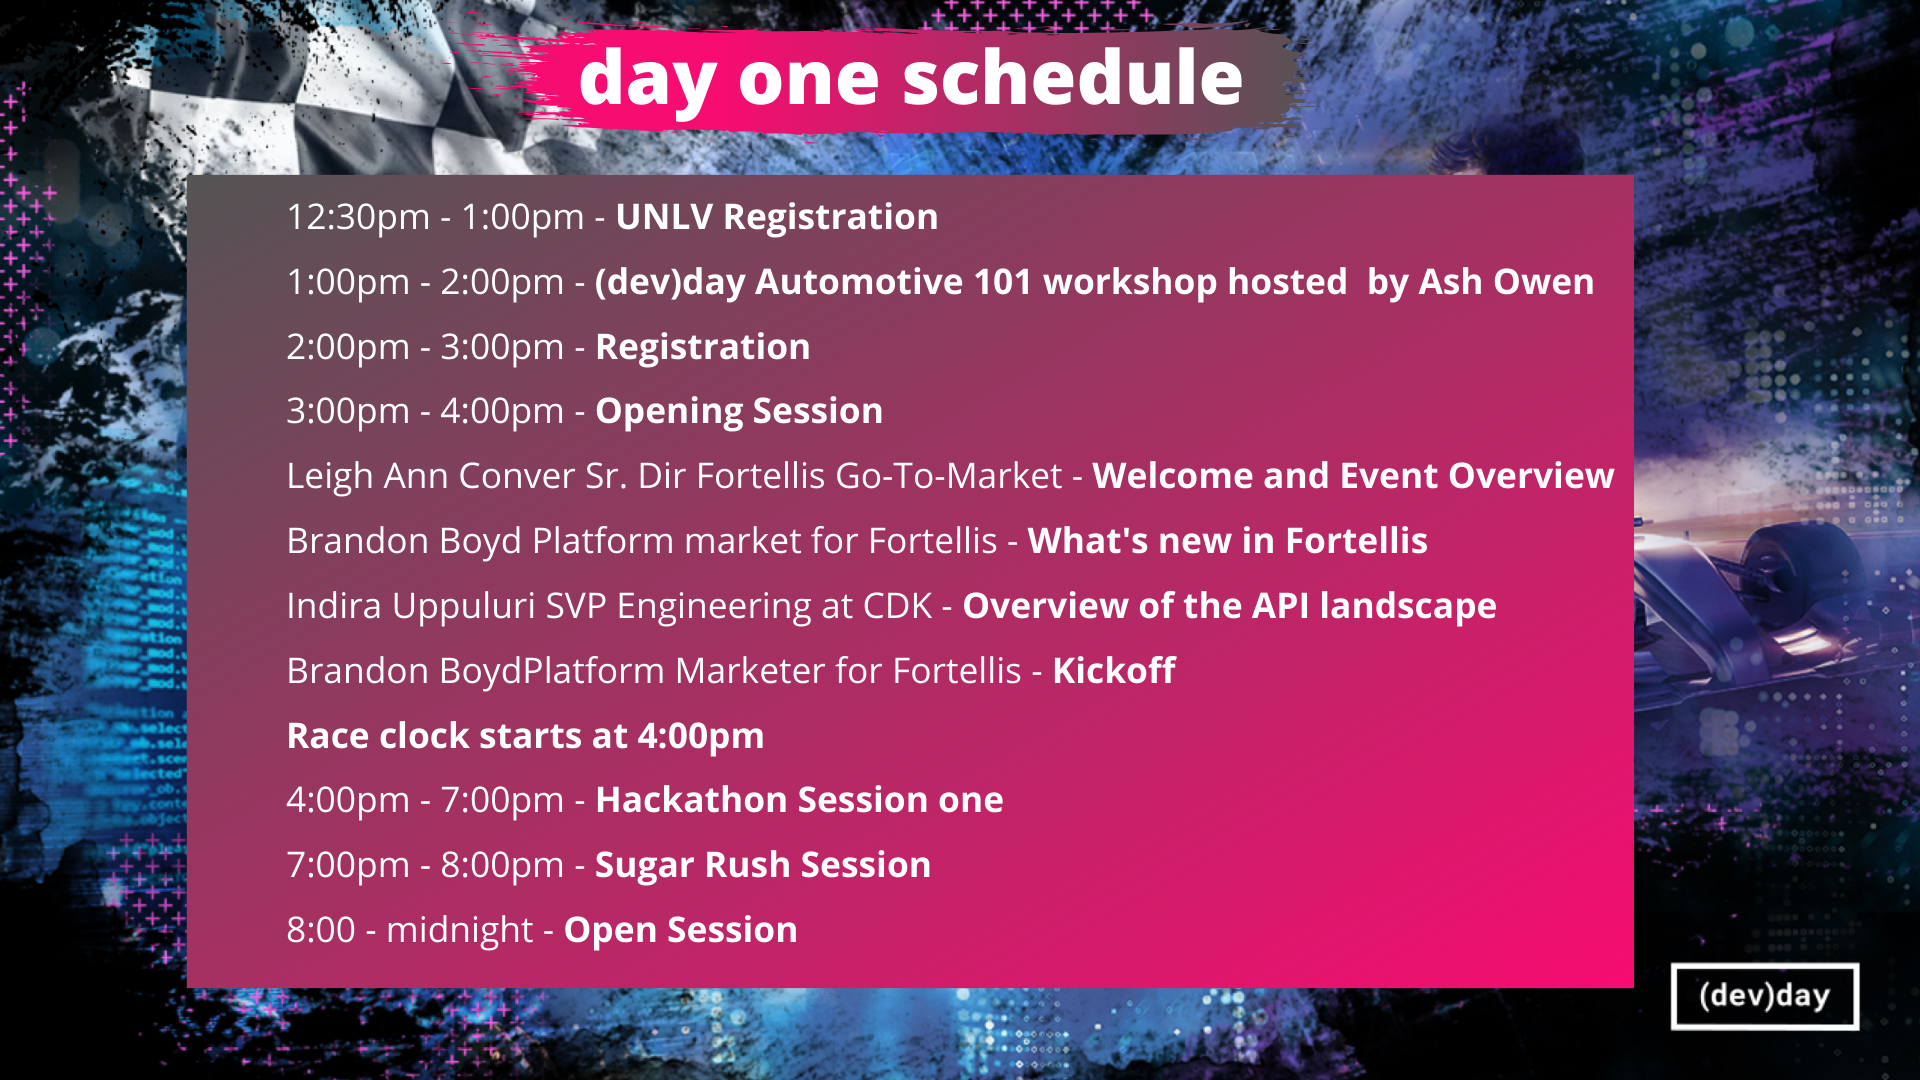 day one schedule
12:30pm - 1:00pm - UNLV Registration
1:00pm - 2:00pm - (dev)day Automotive 101 workshop hosted  by Ash Owen
2:00pm - 3:00pm - Registration
3:00pm - 4:00pm - Opening Session
Leigh Ann Conver Sr. Dir Fortellis Go-To-Market - Welcome and Event Overview
Brandon Boyd Platform market for Fortellis - What's new in Fortellis
Indira Uppuluri SVP Engineering at CDK - Overview of the API landscape
Brandon BoydPlatform Marketer for Fortellis - Kickoff
Race clock starts at 4:00pm
4:00pm - 7:00pm - Hackathon Session one
7:00pm - 8:00pm - Sugar Rush Session
8:00 - midnight - Open Session
(dev)day